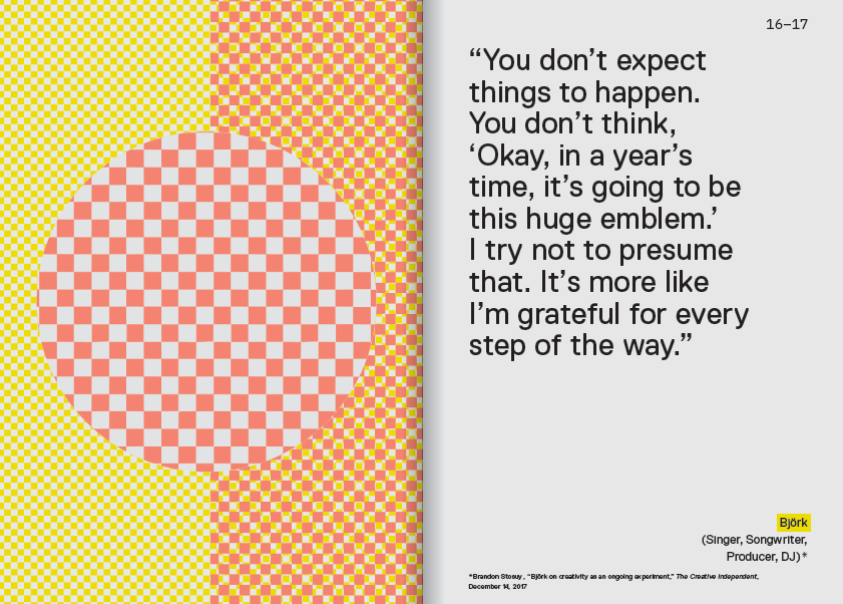 16–17
“You don’t expect
things to happen.
You don’t think,
‘Okay, in a year’s
time, it’s going to be
this huge emblem.’
I try not to presume
that. It’s more like
I’m grateful for every
step of the way.”
Björk
(Singer, Songwriter,
Producer, DJ)*
*Brandon Stosuy, “Björk on creativity as an ongoing experiment,” The Creative Independent,
December 14, 2017